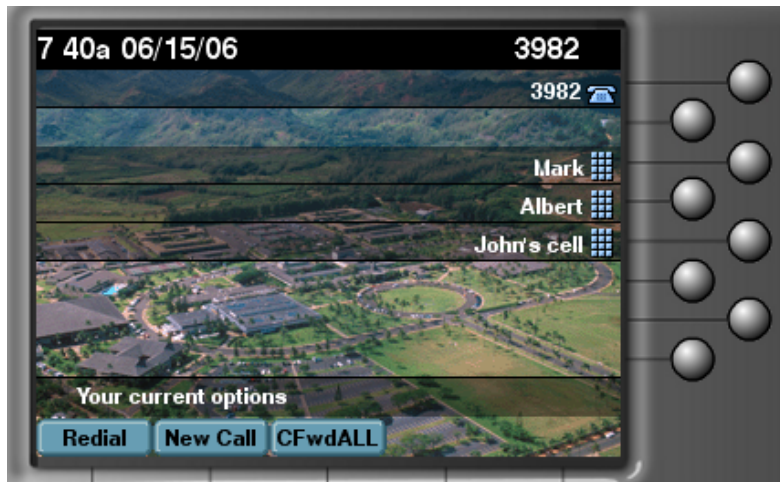 7 40a 06/15/06 3982
3982
Mark
Albert
John's cell
Your current options
Redial New Call CFwdALL